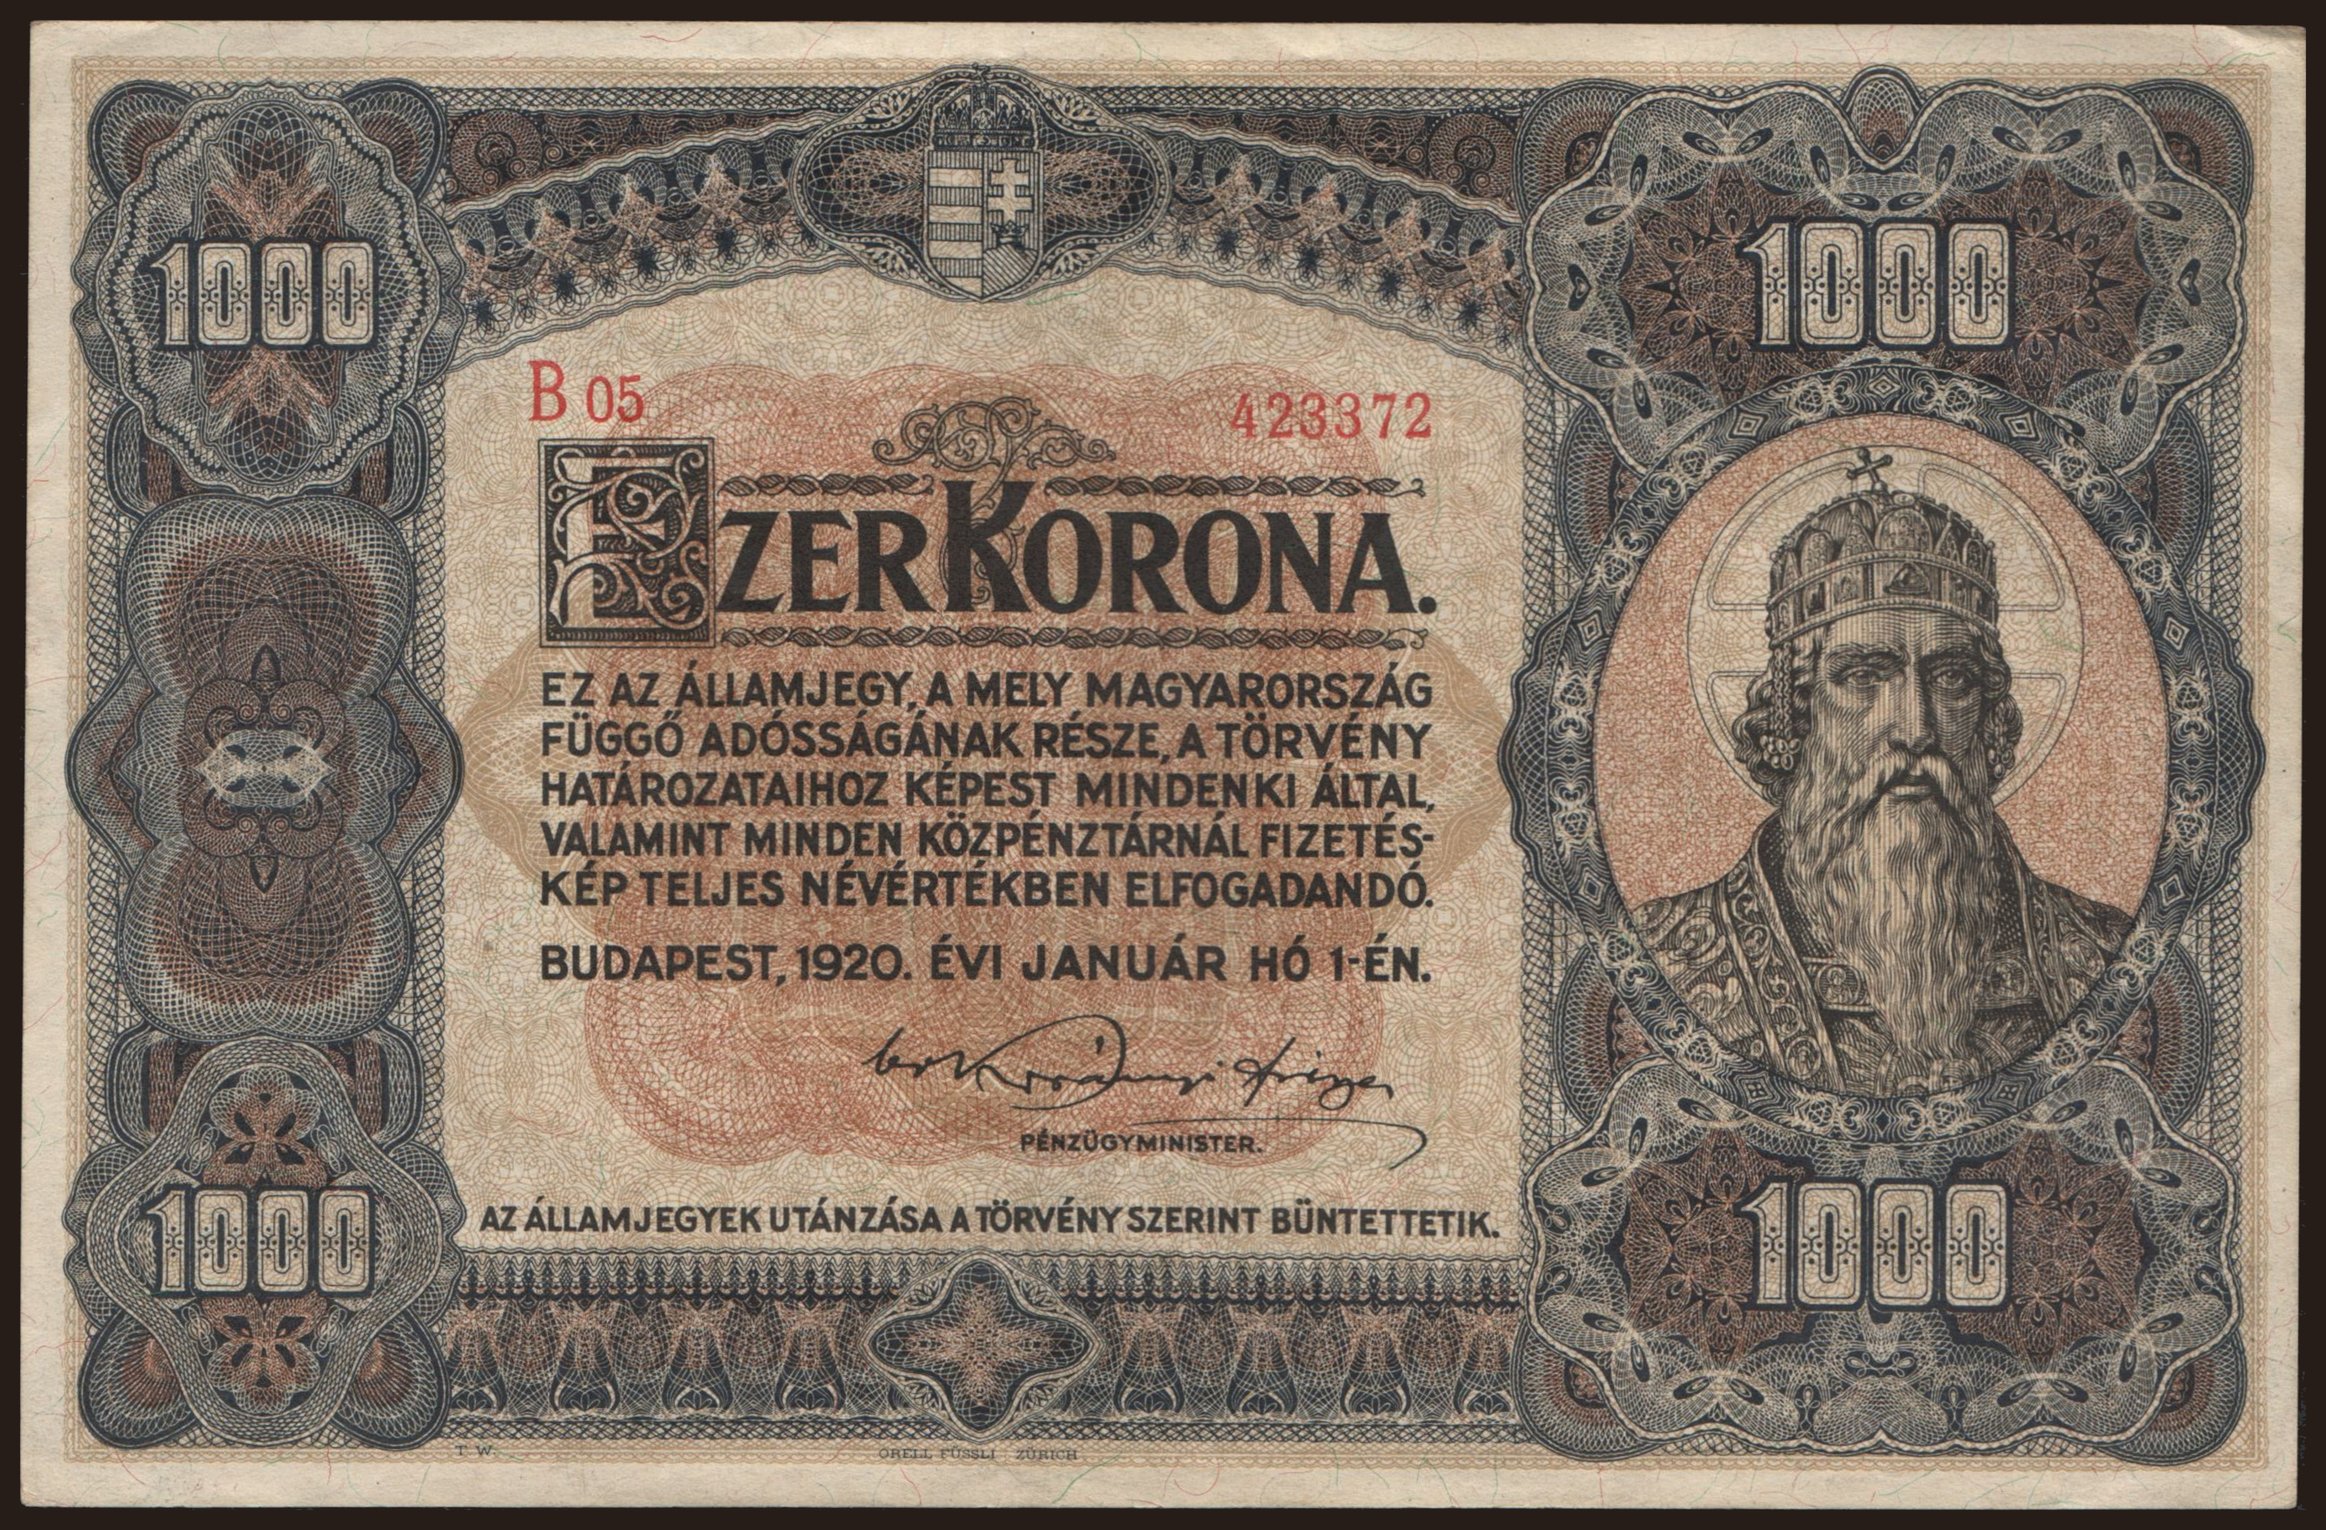 1000
1000
B 05
423372
EZER KORONA.
EZ AZ ÁLLAMJEGY, A MELY MAGYARORSZÁG
FÜGGŐ ADÓSSÁGÁNAK RÉSZE, A TÖRVÉNY
HATÁROZATAIHOZ KÉPEST MINDENKI ÁLTAL,
VALAMINT MINDEN KÖZPÉNZTÁRNÁL FIZETÉS-
KÉP TELJES NÉVÉRTÉKBEN ELFOGADANDÓ.
BUDAPEST, 1920. ÉVI JANUÁR HÓ 1-ÉN.
Korányi Frigyes
PÉNZÜGYMINISTER.
1000
1000
AZ ÁLLAMJEGYEK UTÁNZÁSA A TÖRVÉNY SZERINT BÜNTETTETIK.
T. W.
ORELL FÜSSLI ZÜRICH